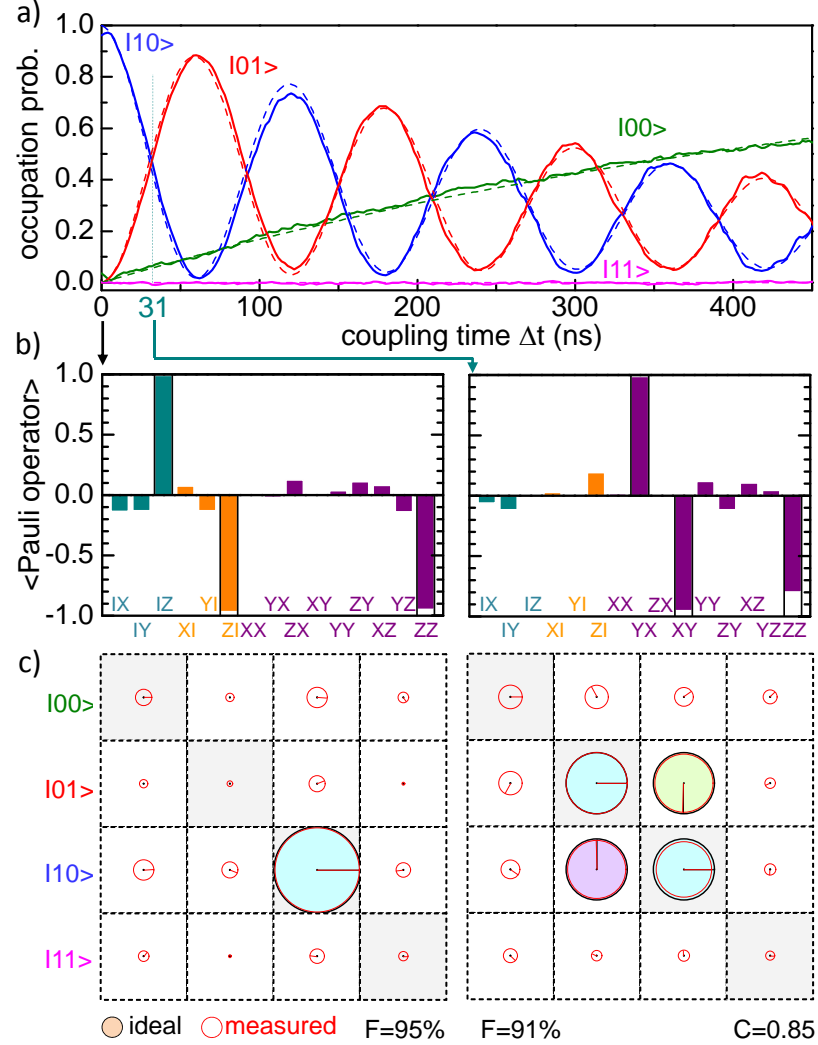 a)
occupation prob.
1.0
0.8
0.6
0.4
0.2
0.0
I10>
I01>
I00>
I11>
0 31 100 200 300 400
coupling time Δt (ns)
b)
<Pauli operator>
1.0
0.5
0.0
-0.5
-1.0
IX IZ YI YX XY ZY YZ
IY XI ZI XX ZX YY XZ ZZ
IX IZ YI XX ZX YY XZ
IY XI ZI YX XY ZY YZ ZZ
c)
I00>
I01>
I10>
I11>
ideal measured F=95% F=91% C=0.85